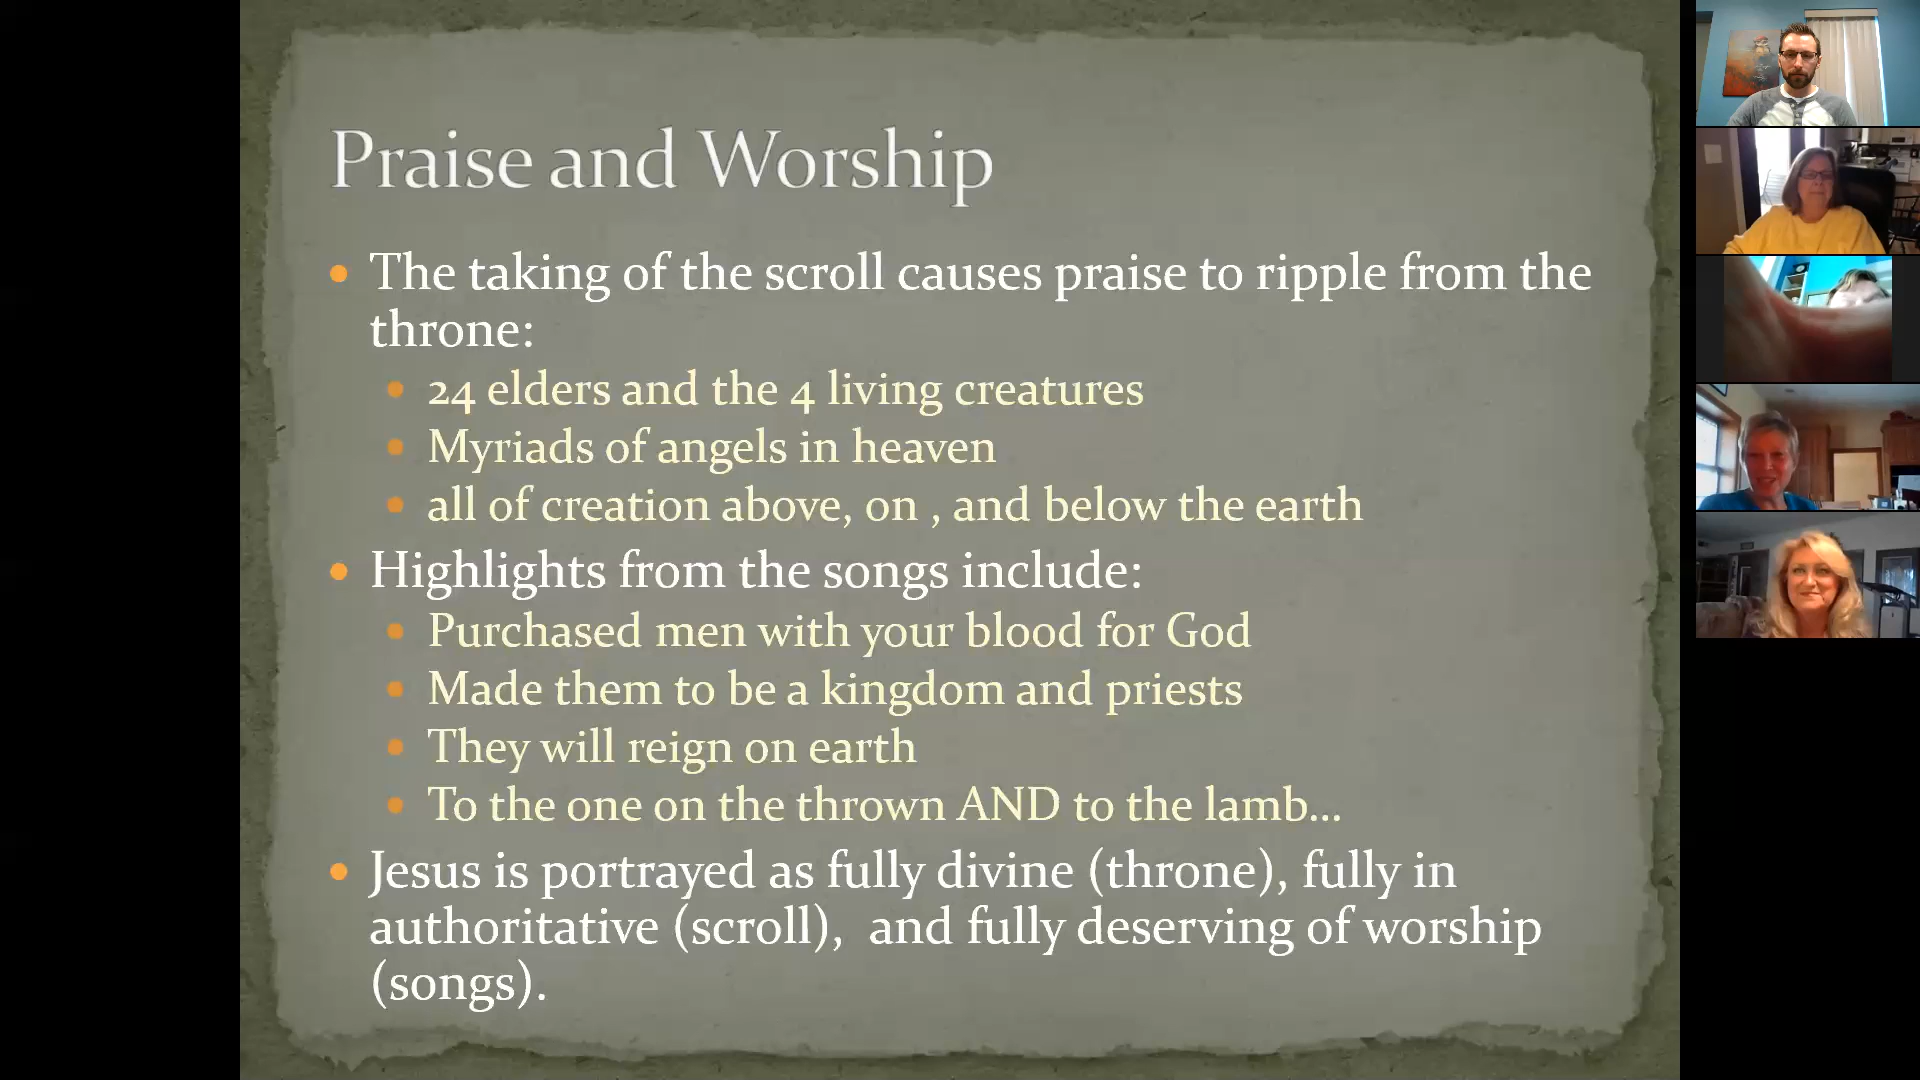 Praise and Worship
The taking of the scroll causes praise to ripple from the
throne:
24 elders and the 4 living creatures
Myriads of angels in heaven
all of creation above, on , and below the earth
Highlights from the songs include:
Purchased men with your blood for God
Made them to be a kingdom and priests
They will reign on earth
To the one on the thrown AND to the lamb...
Jesus is portrayed as fully divine (throne), fully in
authoritative (scroll),  and fully deserving of worship
(songs).